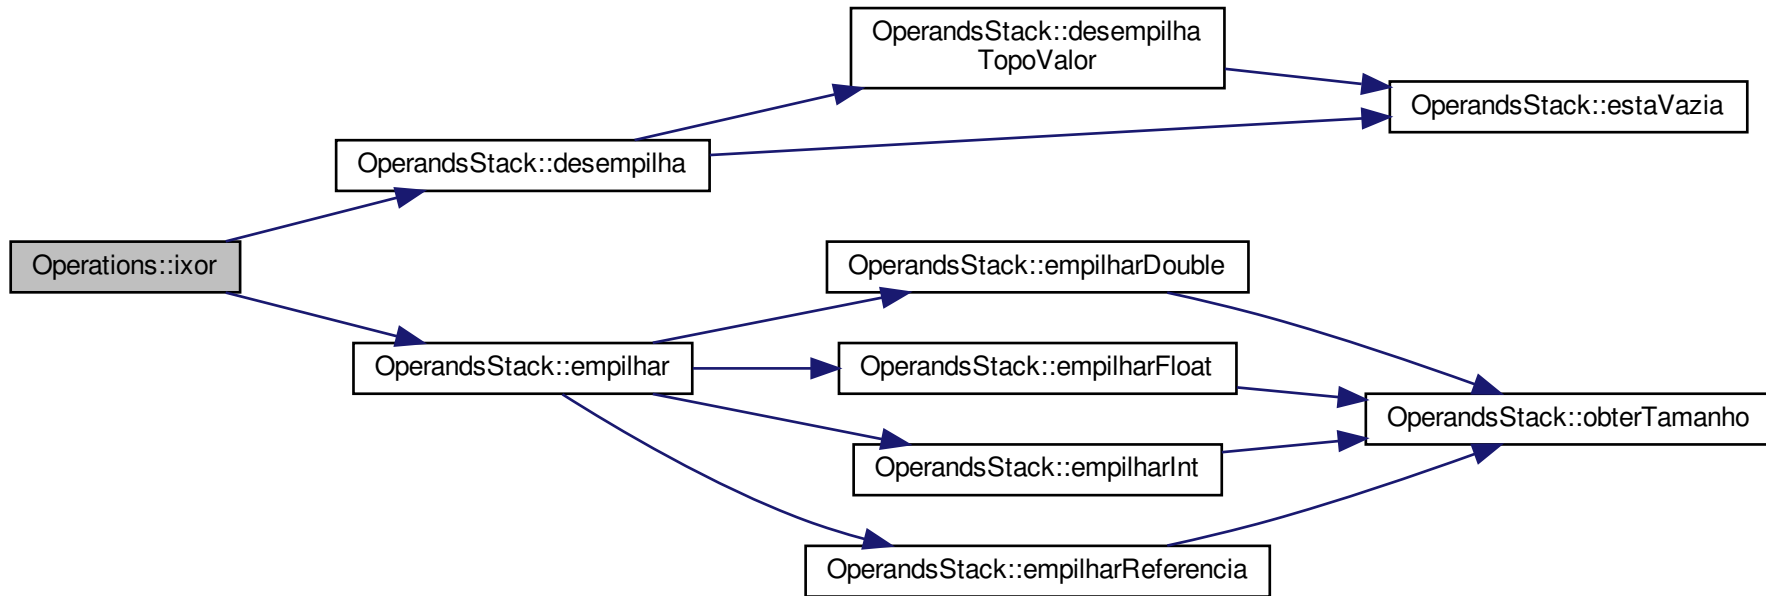 OperandsStack::desempilha
TopoValor
OperandsStack::estaVazia
OperandsStack::desempilha
Operations::ixor
OperandsStack::empilharDouble
OperandsStack::empilhar
OperandsStack::empilharFloat
OperandsStack::obterTamanho
OperandsStack::empilharInt
OperandsStack::empilharReferencia